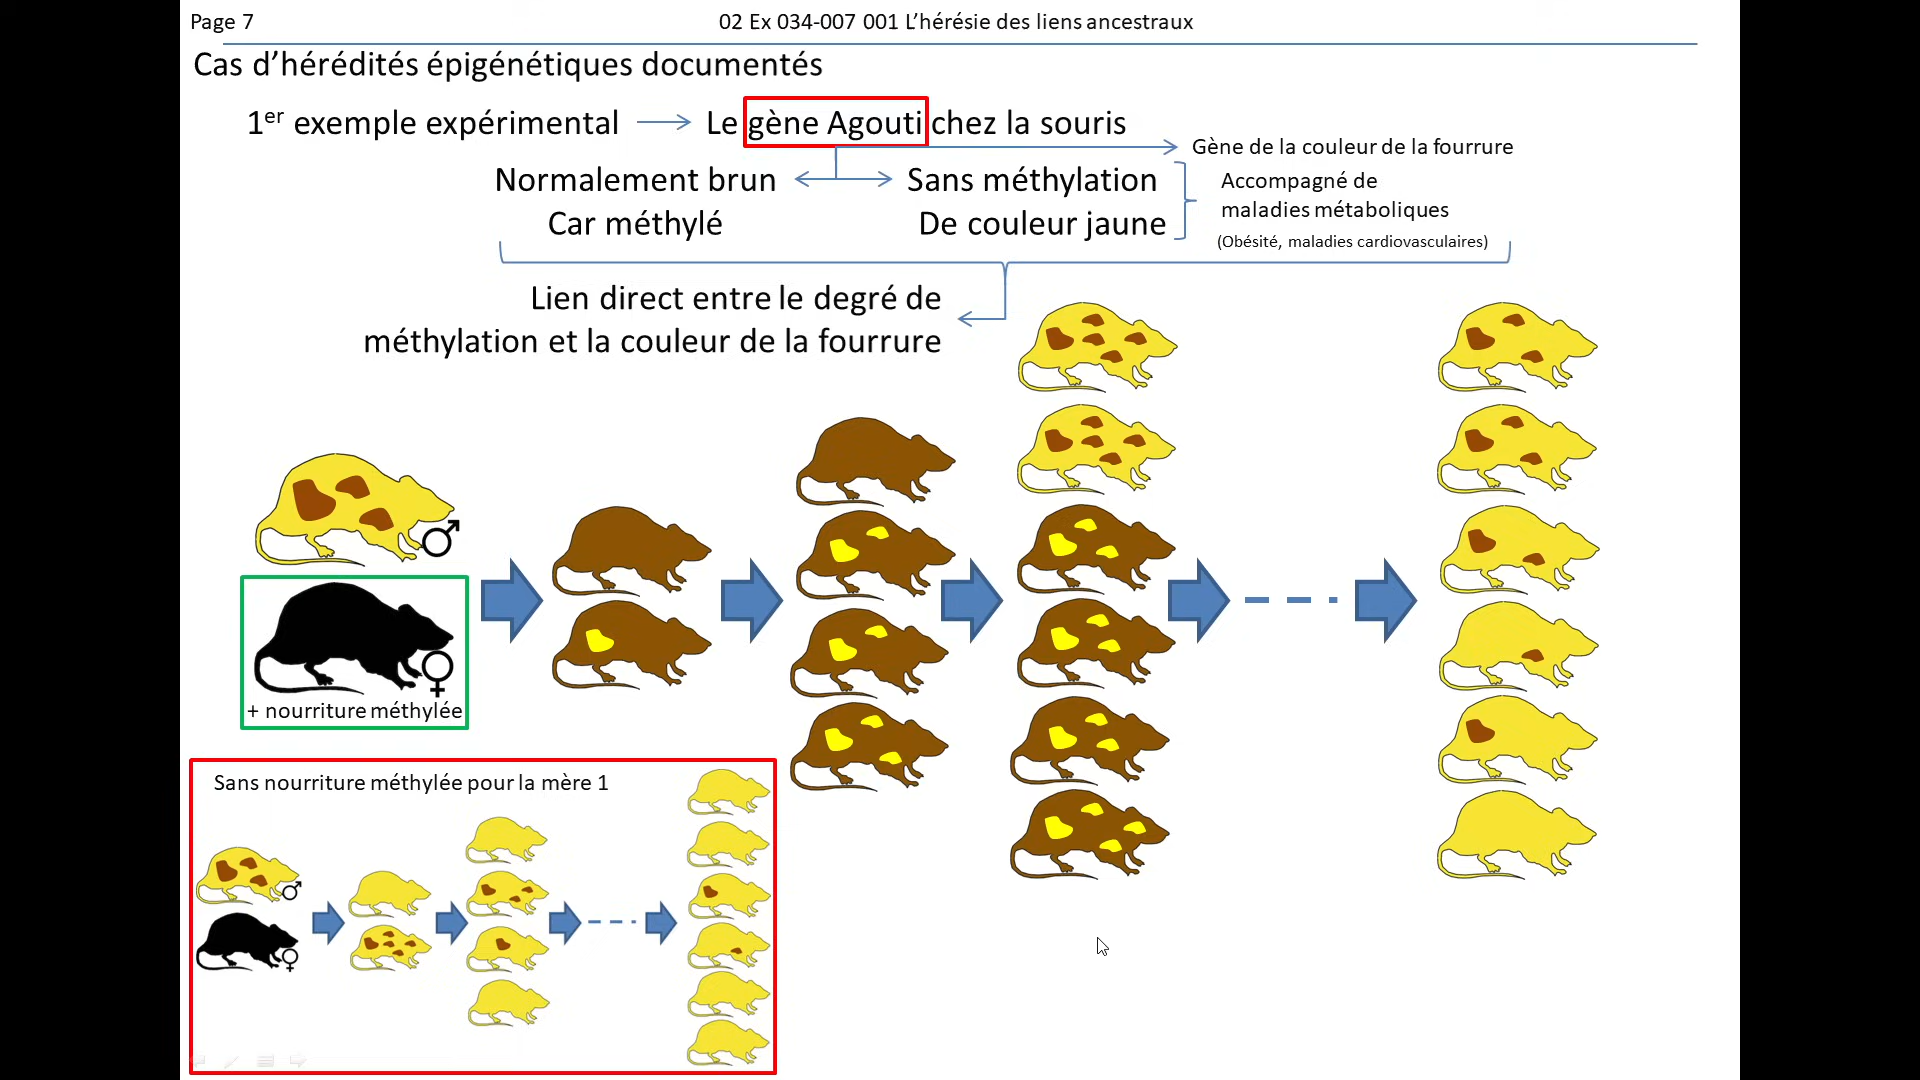 Page 7
02 Ex 034-007 001 L’hérésie des liens ancestraux
Cas d’hérédités épigénétiques documentés
1er exemple expérimental
Le gène Agouti chez la souris
Gène de la couleur de la fourrure
Normalement brun
Car méthylé
Sans méthylation
De couleur jaune
Accompagné de
maladies métaboliques
(Obésité, maladies cardiovasculaires)
Lien direct entre le degré de
méthylation et la couleur de la fourrure
+ nourriture méthylée
Sans nourriture méthylée pour la mère 1